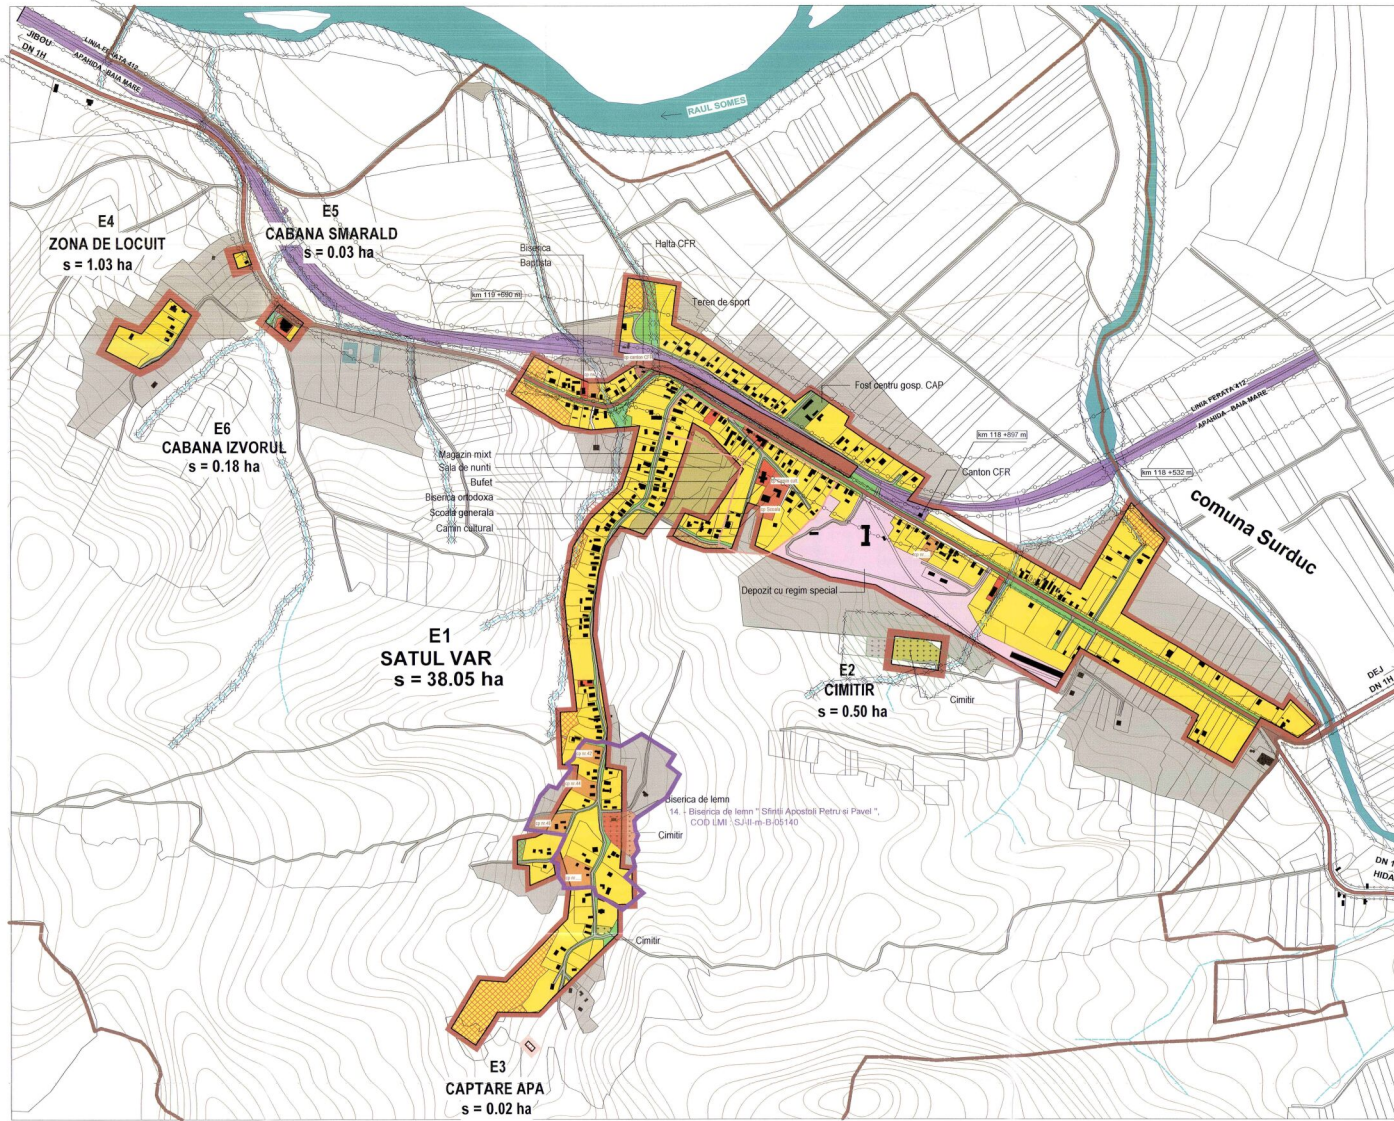 JIBOU
DN 1H
LINIA FERATA 412
APAHIDA - BAIA MARE
RAUL SOMES
E4
ZONA DE LOCUIT
s = 1.03 ha
E5
CABANA SMARALD
s = 0.03 ha
Biserica
Baptista
Halta CFR
km 119 +690 m
Teren de sport
Fost centru gosp. CAP
LINIA FERATA 412
APAHIDA - BAIA MARE
E6
CABANA IZVORUL
s = 0.18 ha
km 118 +897 m
Canton CFR
km 118 +532 m
Magazin mixt
Sala de nunti
Bufet
Biserica ortodoxa
Scoala generala
Camin cultural
comuna Surduc
Depozit cu regim special
E1
SATUL VAR
s = 38.05 ha
E2
CIMITIR
s = 0.50 ha
Cimitir
DEJ
DN 1H
Biserica de lemn
14. - Biserica de lemn " Sfintii Apostoli Petru si Pavel ",
COD LMI : SJ-II-m-B-05140
Cimitir
DN 1
HIDA
Cimitir
E3
CAPTARE APA
s = 0.02 ha